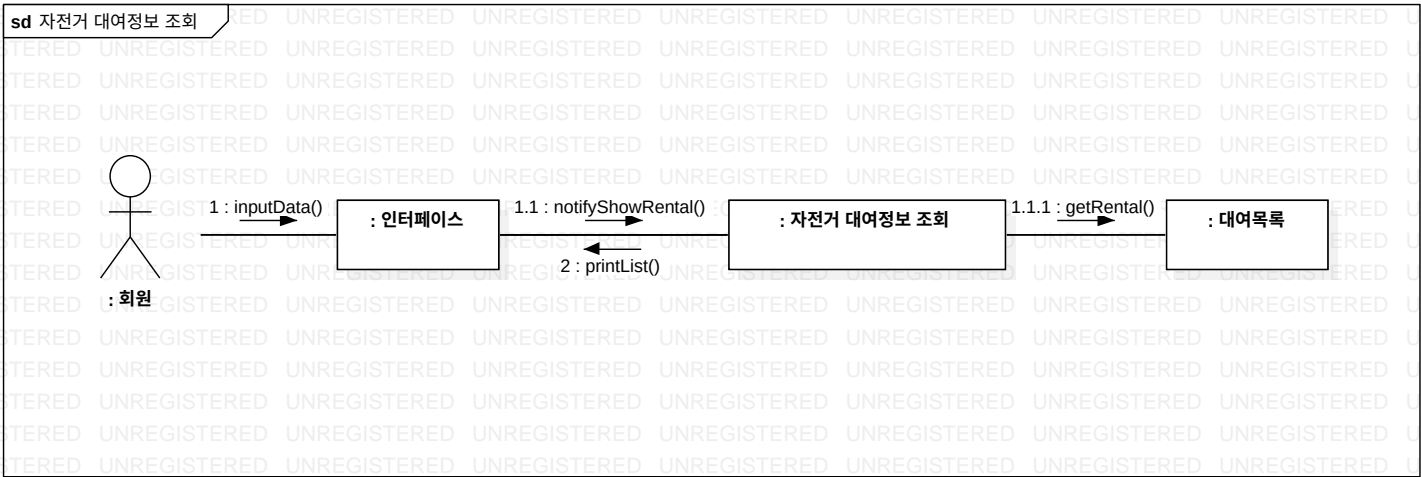 sd 자전거 대여정보 조회
1 : inputData()
: 인터페이스
1.1 : notifyShowRental()
: 자전거 대여정보 조회
1.1.1 : getRental()
: 대여목록
2 : printList()
: 회원
UNREGISTERED